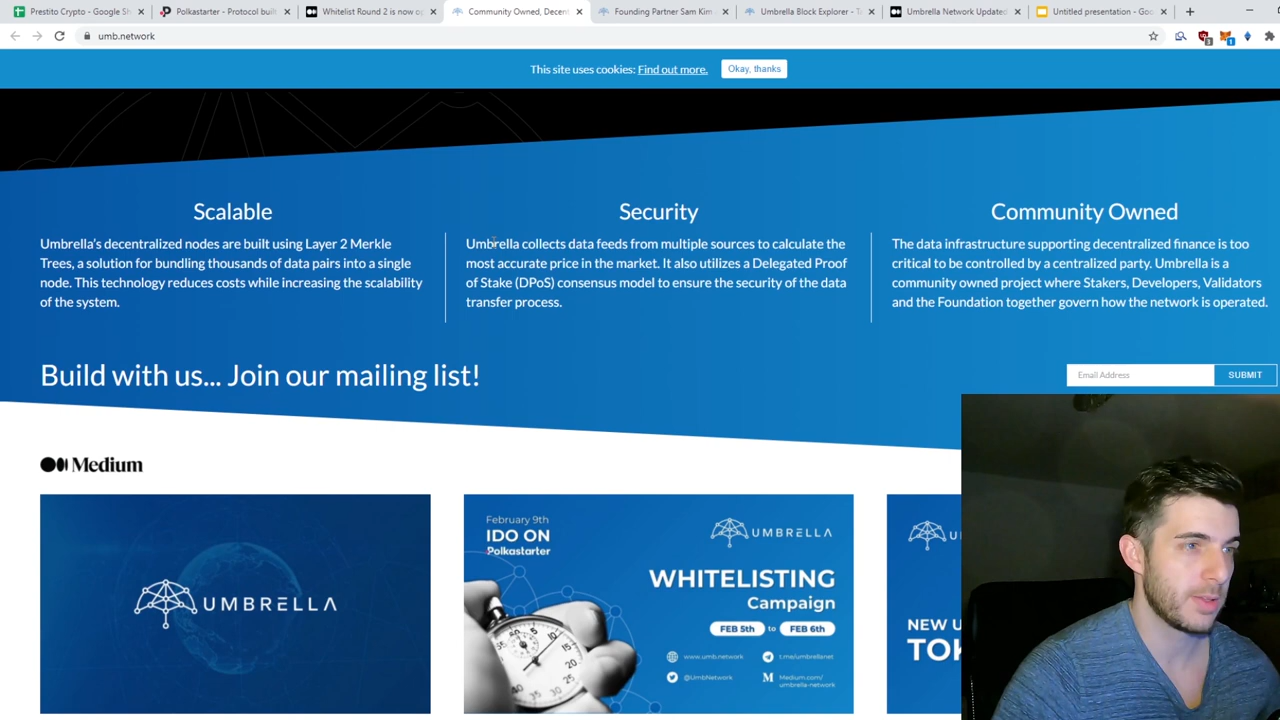 Prestito Crypto - Google Sh
Polkastarter - Protocol built
Whitelist Round 2 is now op
Community Owned, Decent
Founding Partner Sam Kim
Umbrella Block Explorer - T
Umbrella Network Updated
Untitled presentation - Goo
umb.network
This site uses cookies: Find out more.
Okay, thanks
Scalable
Umbrella's decentralized nodes are built using Layer 2 Merkle
Trees, a solution for bundling thousands of data pairs into a single
node. This technology reduces costs while increasing the scalability
of the system.
Security
Umbrella collects data feeds from multiple sources to calculate the
most accurate price in the market. It also utilizes a Delegated Proof
of Stake (DPoS) consensus model to ensure the security of the data
transfer process.
Community Owned
The data infrastructure supporting decentralized finance is too
critical to be controlled by a centralized party. Umbrella is a
community owned project where Stakers, Developers, Validators
and the Foundation together govern how the network is operated.
Build with us... Join our mailing list!
Email Address
SUBMIT
Medium
UMBRELLA
February 9th
IDO ON
Polkastarter
UMBRELLA
WHITELISTING
Campaign
FEB 5th to FEB 6th
www.umb.network
t.me/umbrellanet
@UmbNetwork
Medium.com/
umbrella-network
UMB
NEW U
TOK